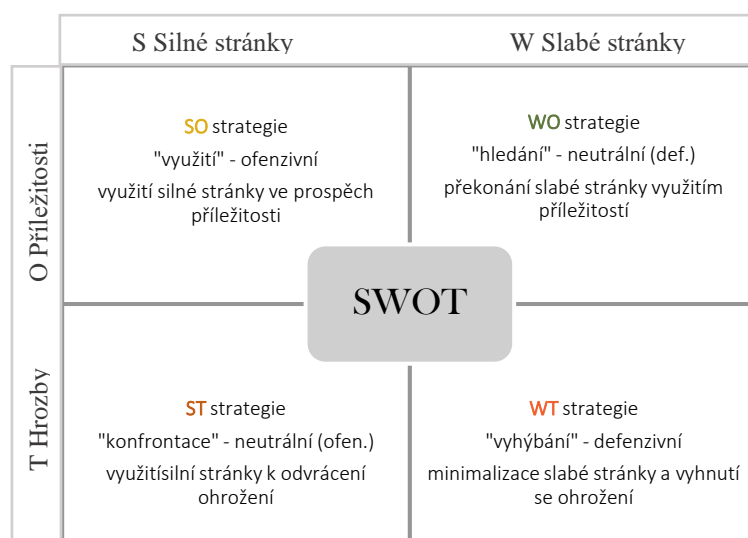 S Silné stránky
W Slabé stránky
O Příležitosti
SO strategie
"využití" - ofenzivní
využití silné stránky ve prospěch
příležitosti
WO strategie
"hledání" - neutrální (def.)
překonání slabé stránky využitím
příležitostí
SWOT
T Hrozby
ST strategie
"konfrontace" - neutrální (ofen.)
využitísilní stránky k odvrácení
ohrožení
WT strategie
"vyhýbání" - defenzivní
minimalizace slabé stránky a vyhnutí
se ohrožení